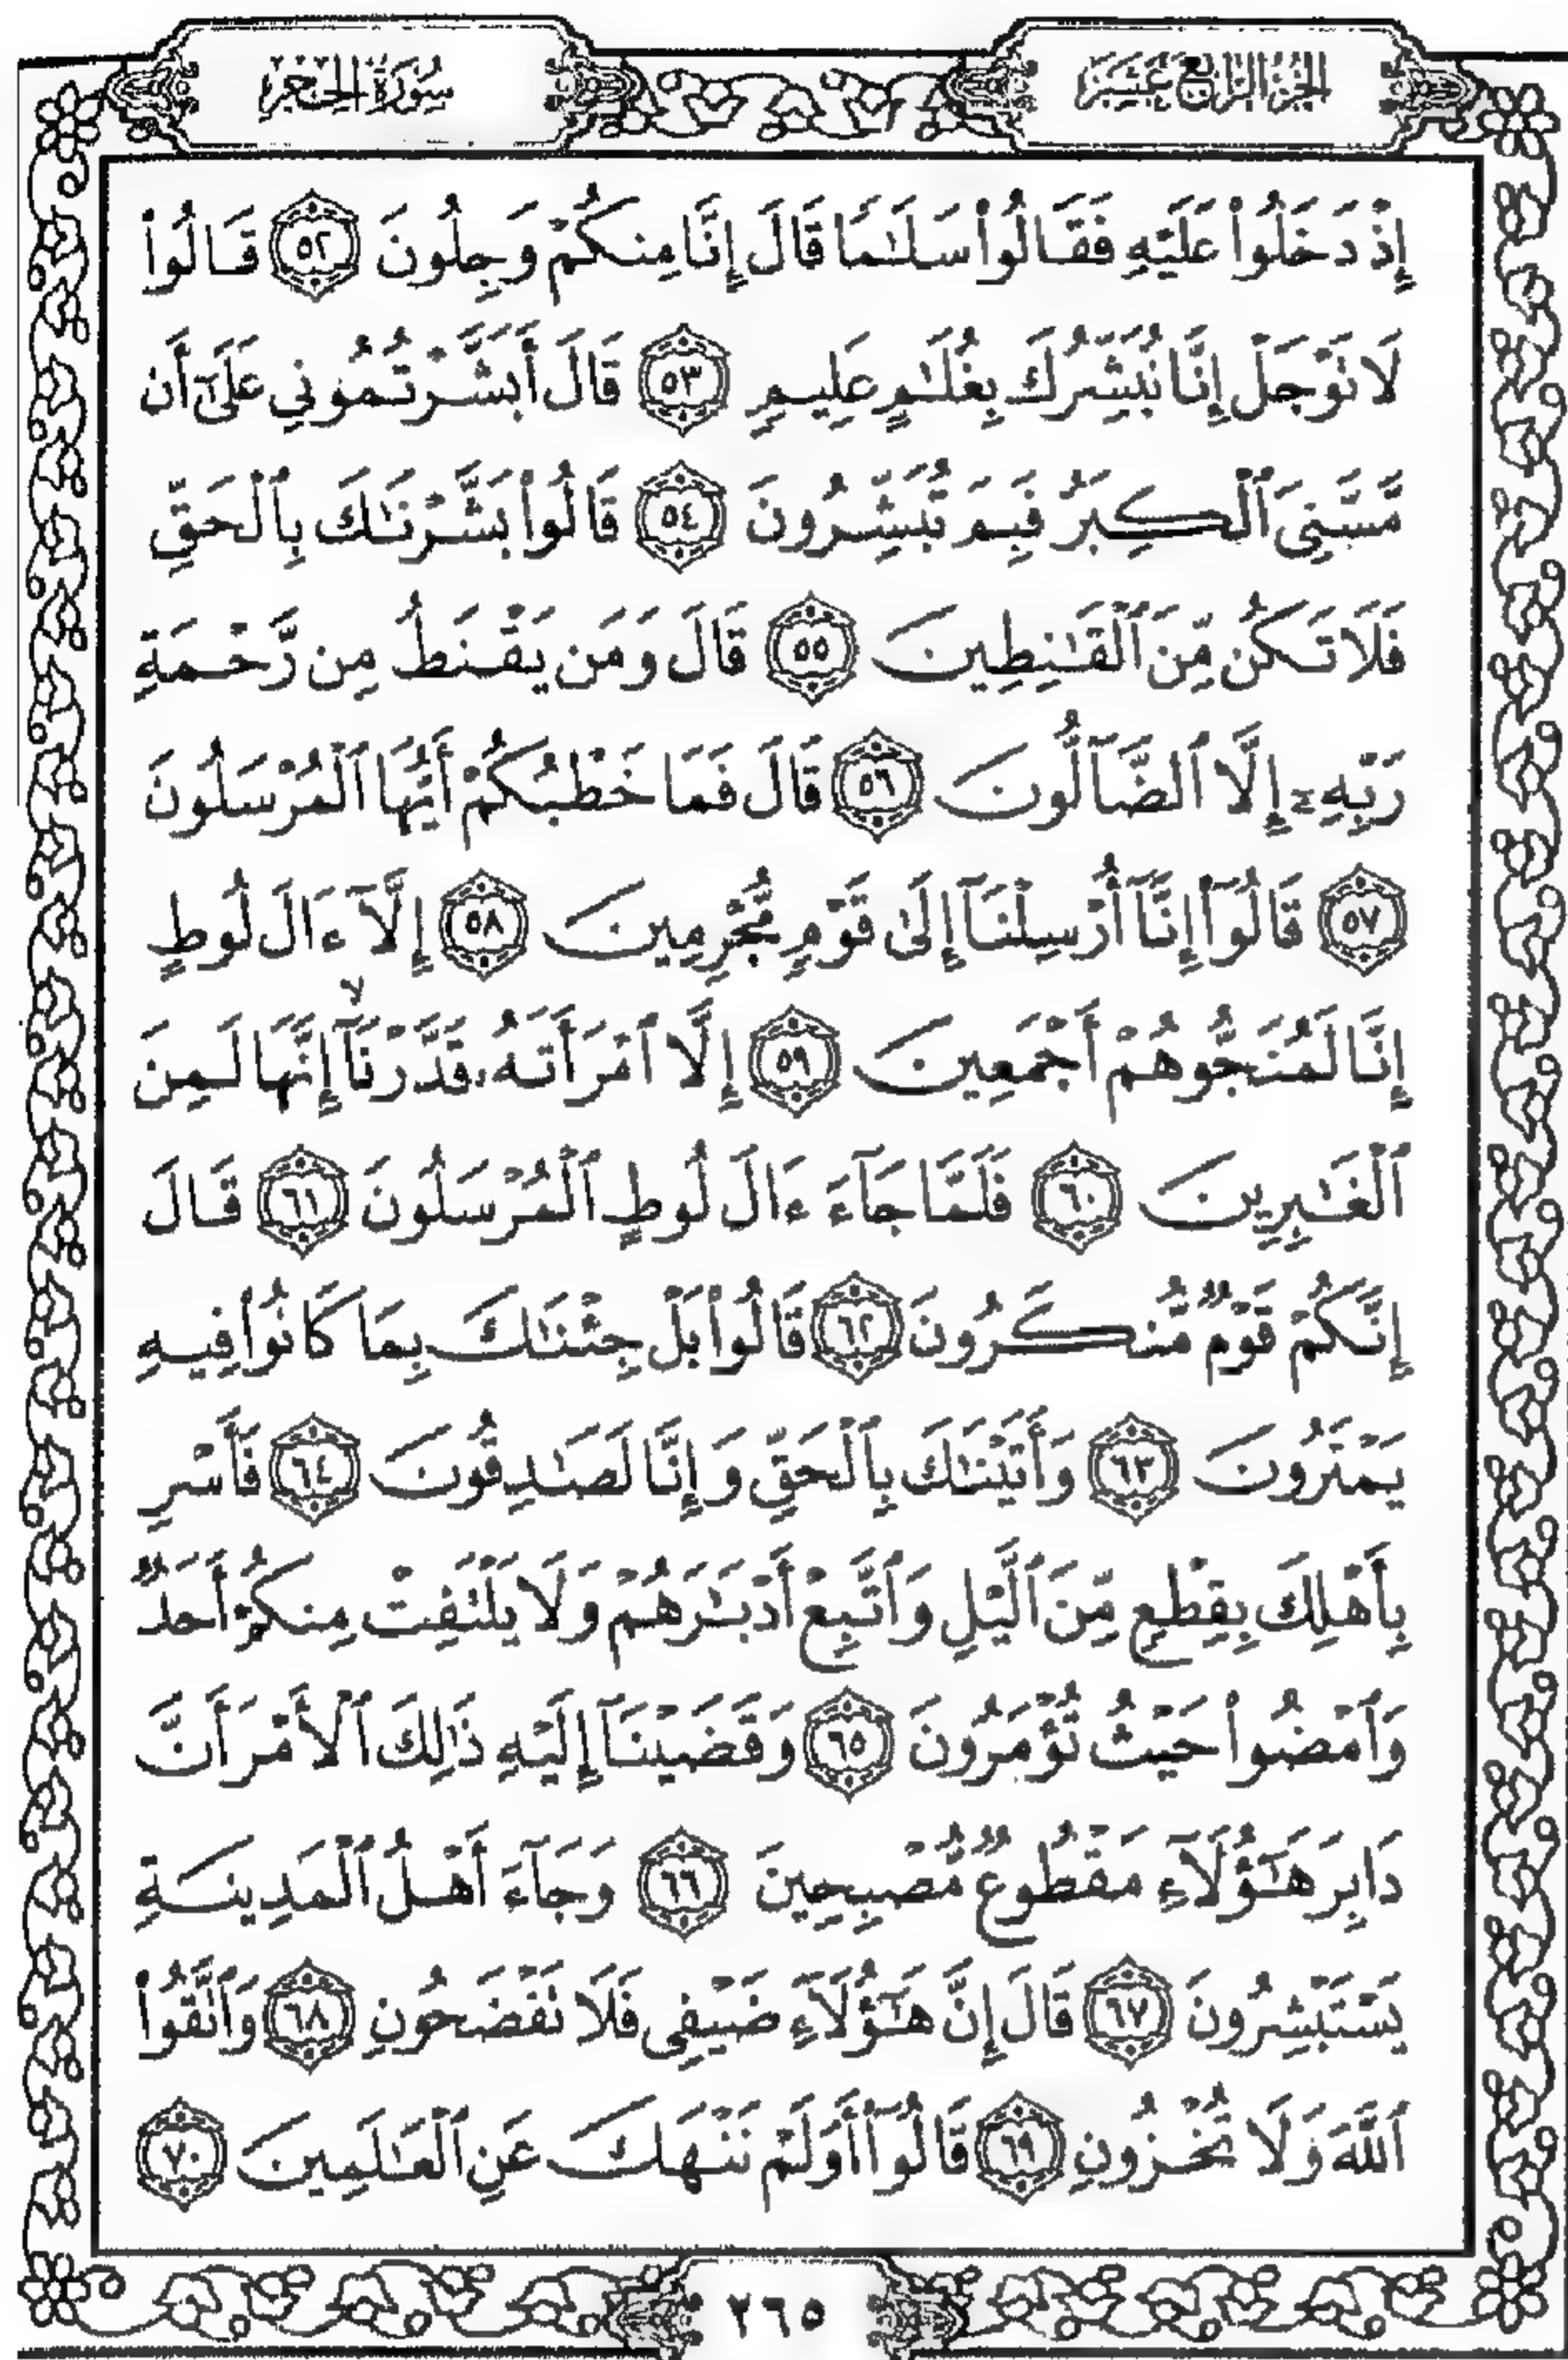 الجزء الرابع عشر
سورة الحجر
إِذْ دَخَلُوا۟ عَلَيْهِ فَقَالُوا۟ سَلَـٰمًا قَالَ إِنَّا مِنكُمْ وَجِلُونَ ٥٢ قَالُوا۟
لَا تَوْجَلْ إِنَّا نُبَشِّرُكَ بِغُلَـٰمٍ عَلِيمٍ ٥٣ قَالَ أَبَشَّرْتُمُونِي عَلَىٰٓ أَن
مَّسَّنِىَ ٱلْكِبَرُ فَبِمَ تُبَشِّرُونَ ٥٤ قَالُوا۟ بَشَّرْنَـٰكَ بِٱلْحَقِّ
فَلَا تَكُن مِّنَ ٱلْقَـٰنِطِينَ ٥٥ قَالَ وَمَن يَقْنَطُ مِن رَّحْمَةِ
رَبِّهِۦٓ إِلَّا ٱلضَّآلُّونَ ٥٦ قَالَ فَمَا خَطْبُكُمْ أَيُّهَا ٱلْمُرْسَلُونَ
٥٧ قَالُوٓا۟ إِنَّآ أُرْسِلْنَآ إِلَىٰ قَوْمٍ مُّجْرِمِينَ ٥٨ إِلَّآ ءَالَ لُوطٍ
إِنَّا لَمُنَجُّوهُمْ أَجْمَعِينَ ٥٩ إِلَّا ٱمْرَأَتَهُۥ قَدَّرْنَآ ۙ إِنَّهَا لَمِنَ
ٱلْغَـٰبِرِينَ ٦٠ فَلَمَّا جَآءَ ءَالَ لُوطٍ ٱلْمُرْسَلُونَ ٦١ قَالَ
إِنَّكُمْ قَوْمٌ مُّنكَرُونَ ٦٢ قَالُوا۟ بَلْ جِئْنَـٰكَ بِمَا كَانُوا۟ فِيهِ
يَمْتَرُونَ ٦٣ وَأَتَيْنَـٰكَ بِٱلْحَقِّ وَإِنَّا لَصَـٰدِقُونَ ٦٤ فَأَسْرِ
بِأَهْلِكَ بِقِطْعٍ مِّنَ ٱلَّيْلِ وَٱتَّبِعْ أَدْبَـٰرَهُمْ وَلَا يَلْتَفِتْ مِنكُمْ أَحَدٌ
وَٱمْضُوا۟ حَيْثُ تُؤْمَرُونَ ٦٥ وَقَضَيْنَآ إِلَيْهِ ذَٰلِكَ ٱلْأَمْرَ أَنَّ
دَابِرَ هَـٰٓؤُلَآءِ مَقْطُوعٌ مُّصْبِحِينَ ٦٦ وَجَآءَ أَهْلُ ٱلْمَدِينَةِ
يَسْتَبْشِرُونَ ٦٧ قَالَ إِنَّ هَـٰٓؤُلَآءِ ضَيْفِى فَلَا تَفْضَحُونِ ٦٨ وَٱتَّقُوا۟
ٱللَّهَ وَلَا تُخْزُونِ ٦٩ قَالُوٓا۟ أَوَلَمْ نَنْهَكَ عَنِ ٱلْعَـٰلَمِينَ ٧٠
٢٦٥